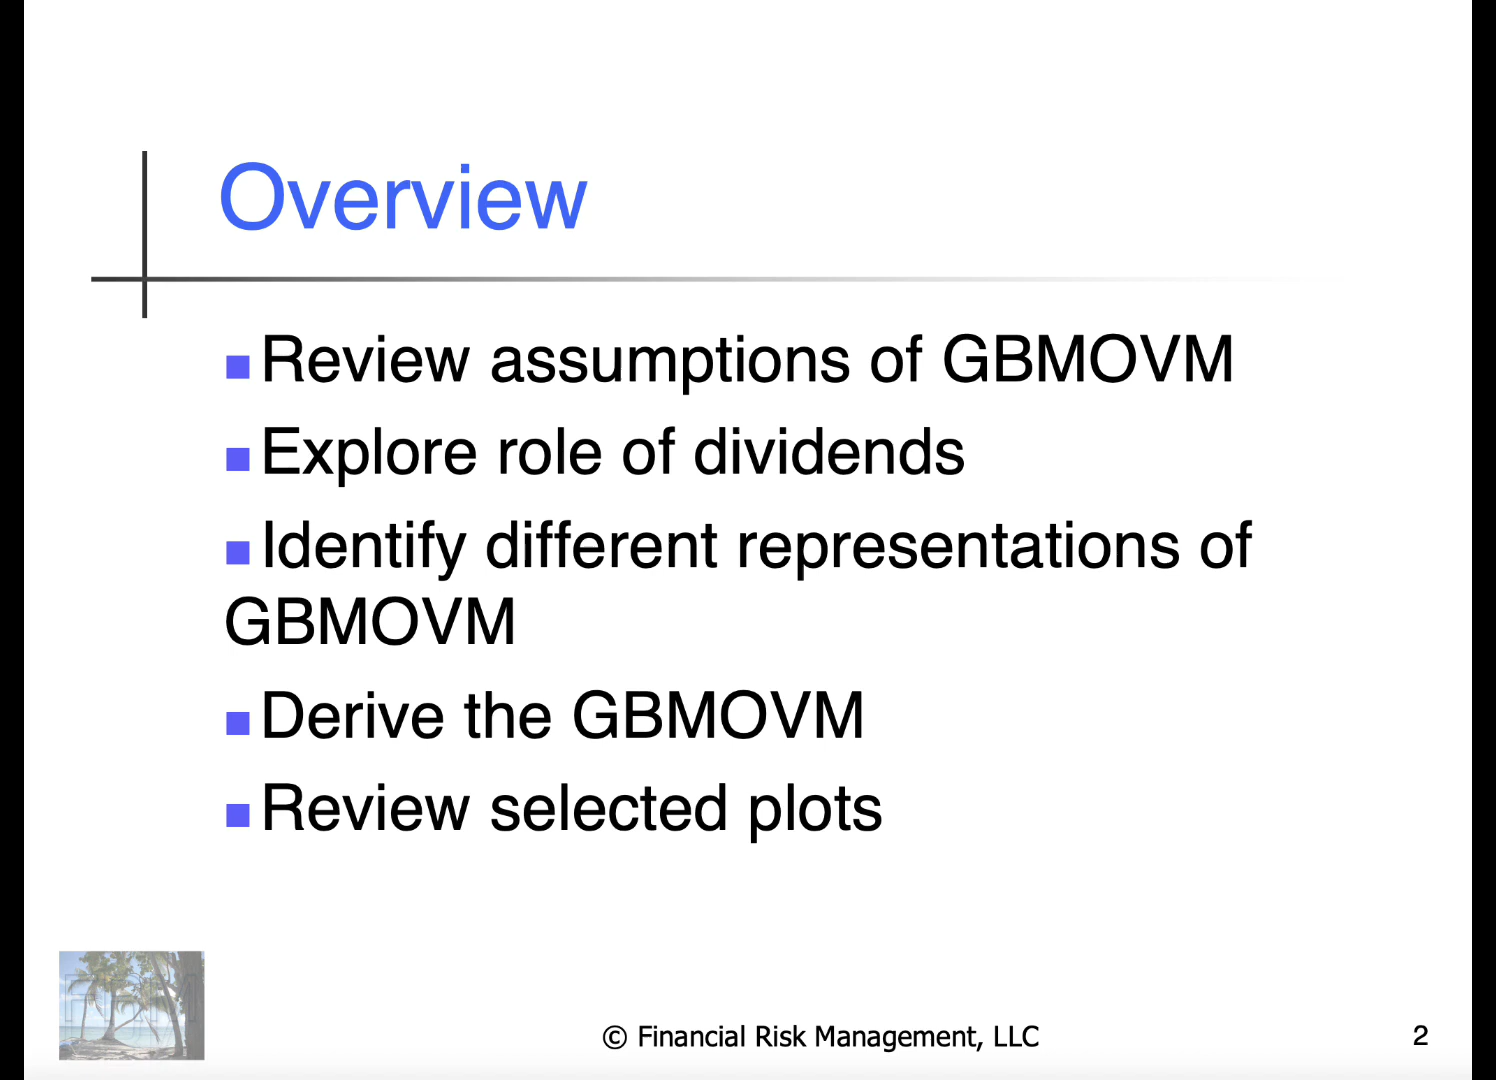 Overview
Review assumptions of GBMOVM
Explore role of dividends
Identify different representations of
GBMOVM
Derive the GBMOVM
Review selected plots
FRM
© Financial Risk Management, LLC
2